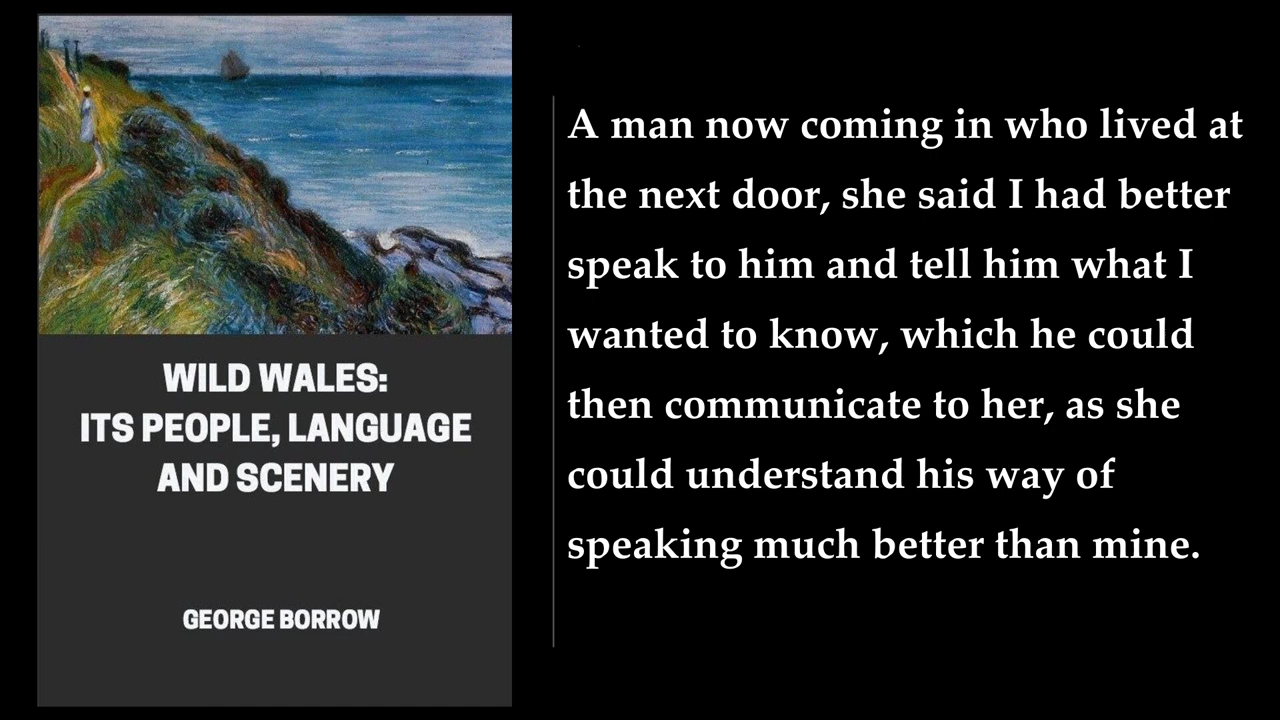 WILD WALES:
ITS PEOPLE, LANGUAGE
AND SCENERY
GEORGE BORROW
A man now coming in who lived at
the next door, she said I had better
speak to him and tell him what I
wanted to know, which he could
then communicate to her, as she
could understand his way of
speaking much better than mine.